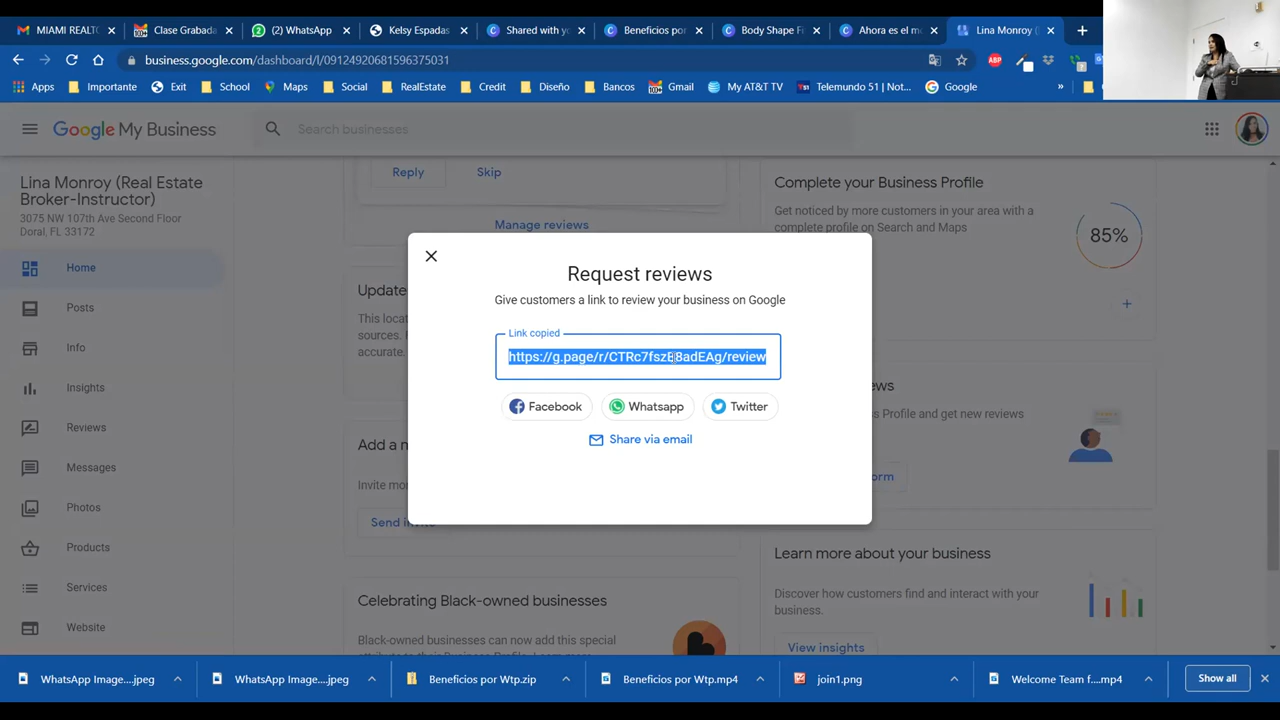 MIAMI REALTO
Clase Grabada
(2) WhatsApp
Kelsy Espadas
Shared with yo
Beneficios por
Body Shape Fi
Ahora es el m
Lina Monroy (
business.google.com/dashboard/l/09124920681596375031
Apps
Importante
Exit
School
Maps
Social
RealEstate
Credit
Diseño
Bancos
Gmail
My AT&T TV
Telemundo 51 | Not...
Google
»
Google My Business
Search businesses
Lina Monroy (Real Estate
Broker-Instructor)
3075 NW 107th Ave Second Floor
Doral, FL 33172
Home
Posts
Info
Insights
Reviews
Messages
Photos
Products
Services
Website
Reply
Skip
Manage reviews
Complete your Business Profile
Get noticed by more customers in your area with a
complete profile on Search and Maps
85%
Request reviews
Give customers a link to review your business on Google
Link copied
https://g.page/r/CTRc7fszE8adEAg/review
Facebook
Whatsapp
Twitter
Share via email
Update
This locat
sources.
accurate.
Add a
Invite mor
Send invite
Profile and get new reviews
orm
Celebrating Black-owned businesses
Black-owned businesses can now add this special
Learn more about your business
Discover how customers find and interact with your
business.
View insights
WhatsApp Image....jpeg
WhatsApp Image....jpeg
Beneficios por Wtp.zip
Beneficios por Wtp.mp4
join1.png
Welcome Team f....mp4
Show all